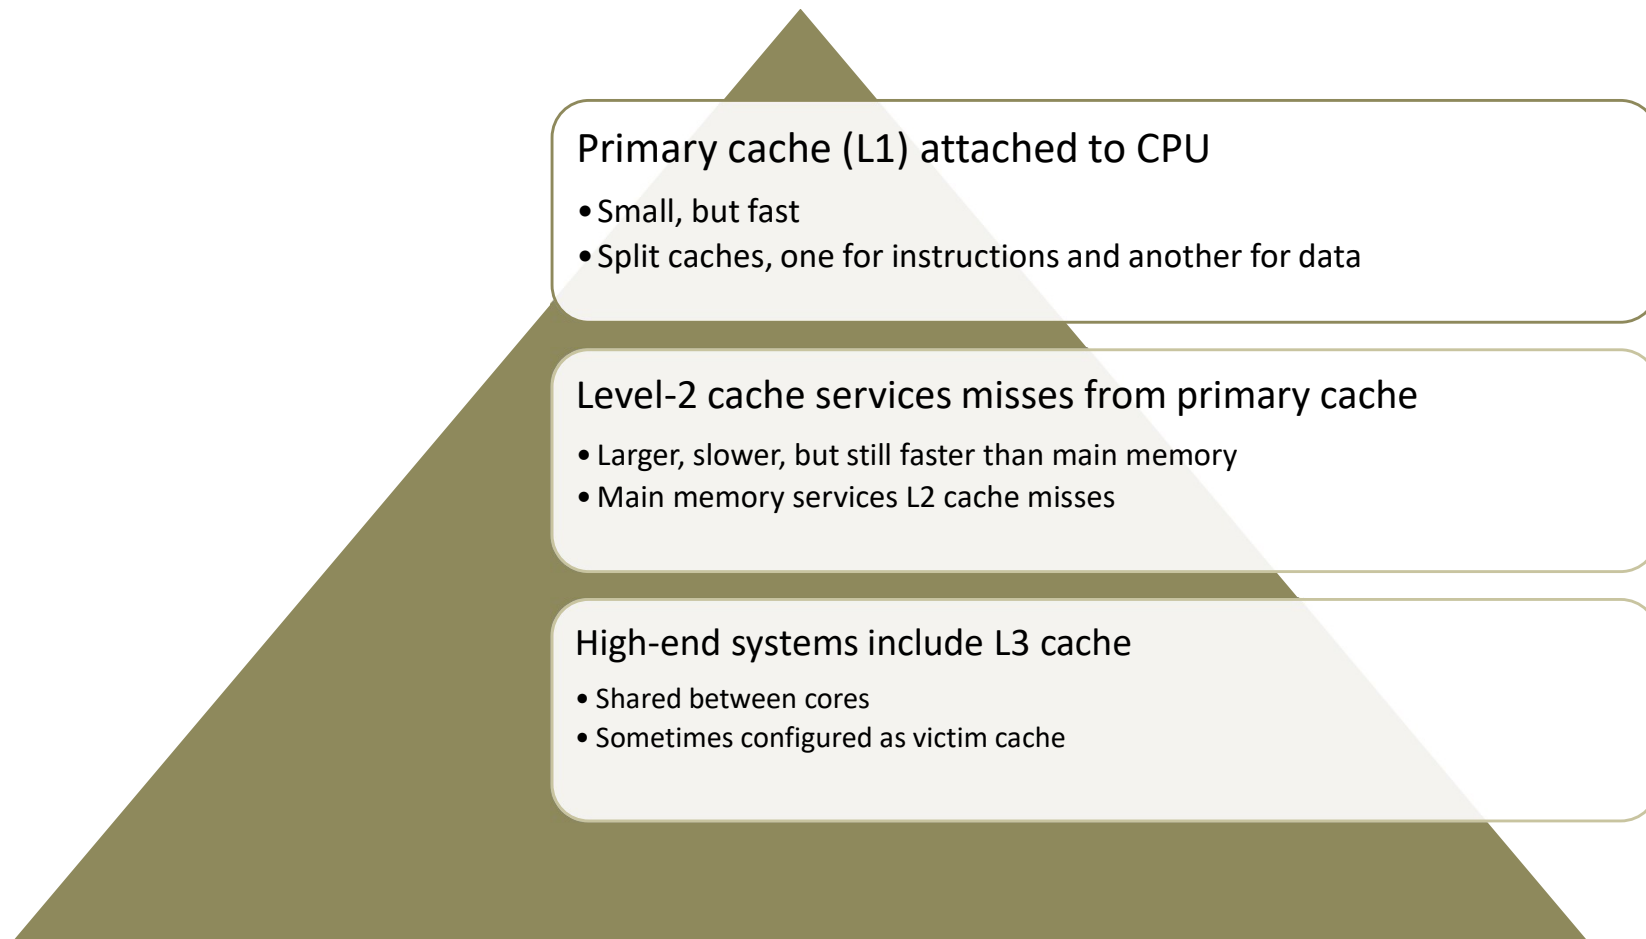 Primary cache (L1) attached to CPU
• Small, but fast
• Split caches, one for instructions and another for data
Level-2 cache services misses from primary cache
• Larger, slower, but still faster than main memory
• Main memory services L2 cache misses
High-end systems include L3 cache
• Shared between cores
• Sometimes configured as victim cache